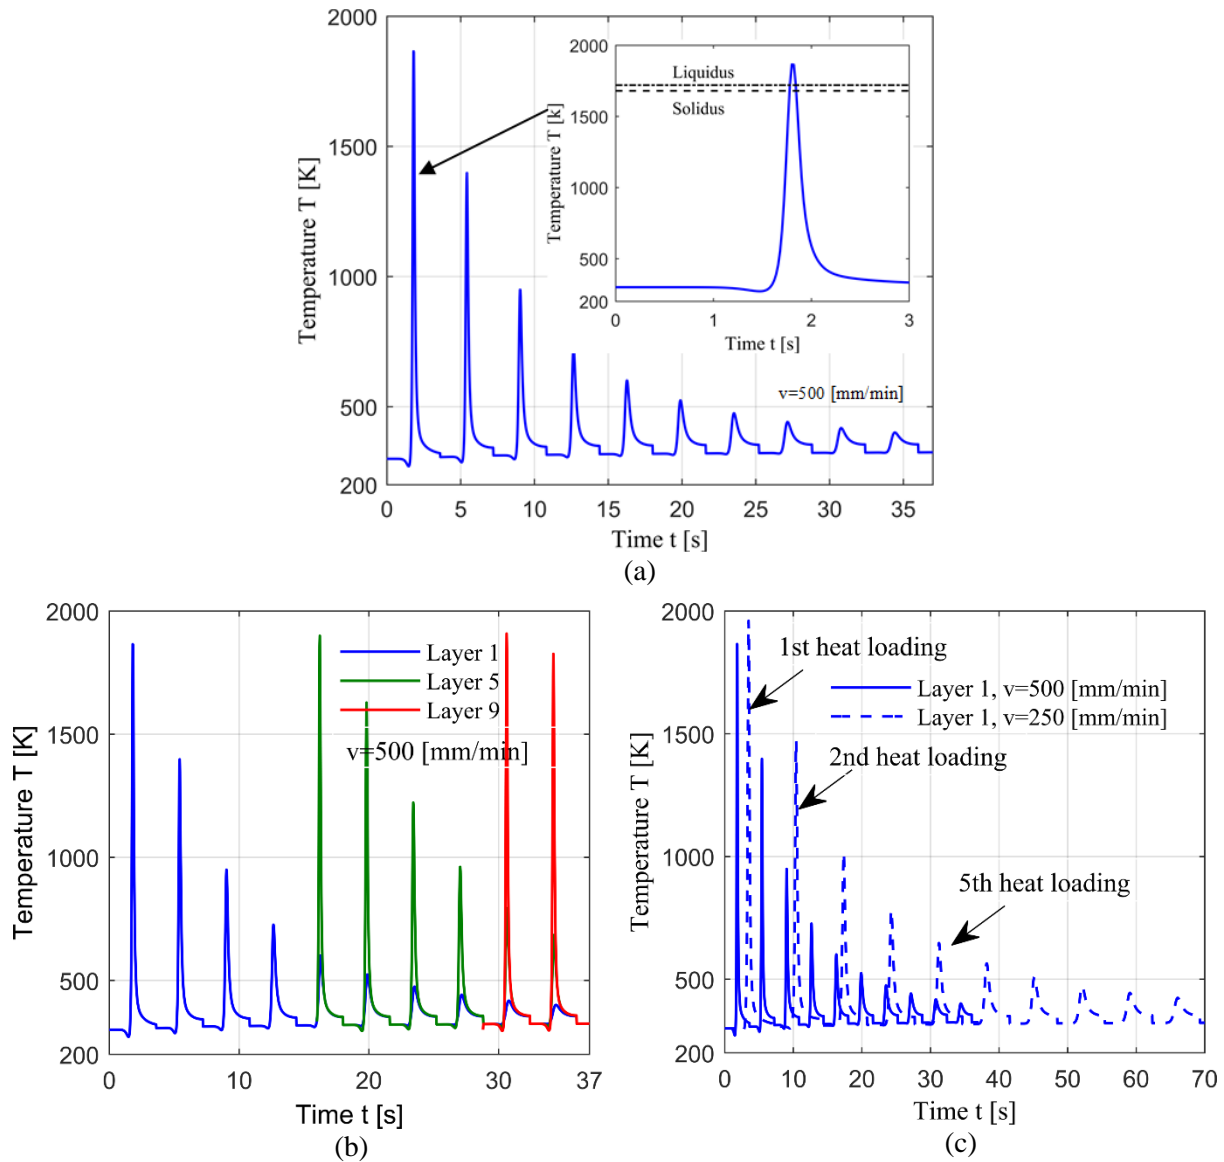 2000
1500
1000
500
200
Temperature T [K]
0 5 10 15 20 25 30 35
Time t [s]
v=500 [mm/min]
2000
1500
1000
500
200
Temperature T [k]
Liquidus
Solidus
0 1 2 3
Time t [s]
(a)
2000
1500
1000
500
200
Temperature T [K]
Layer 1
Layer 5
Layer 9
v=500 [mm/min]
0 10 20 30 37
Time t [s]
(b)
2000
1500
1000
500
200
Temperature T [K]
1st heat loading
Layer 1, v=500 [mm/min]
Layer 1, v=250 [mm/min]
2nd heat loading
5th heat loading
0 10 20 30 40 50 60 70
Time t [s]
(c)